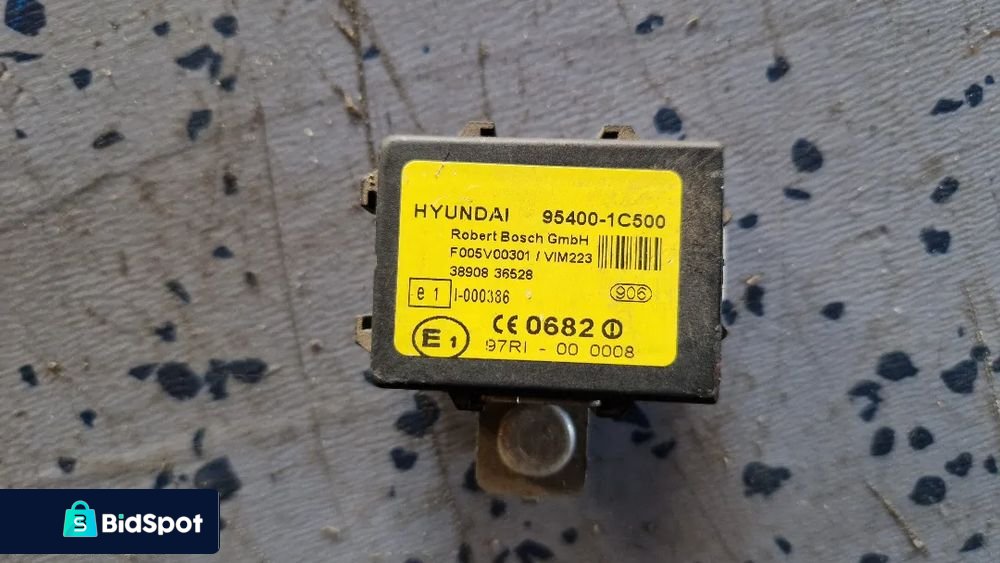 HYUNDAI 95400-1C500
Robert Bosch GmbH
F005V00301 / VIM223
38908 36528
e 1 I-000386 906
E1 CE 0682
97RI - 00 0008
BidSpot